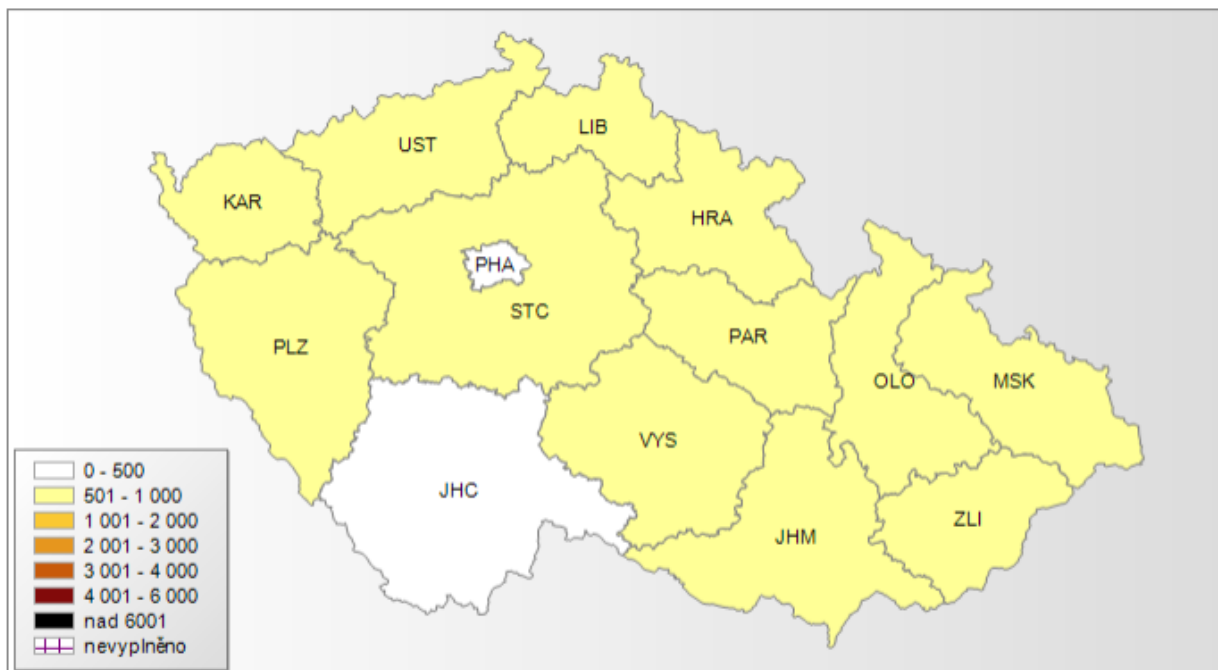 LIB
UST
KAR
HRA
PHA
STC
PAR
PLZ
OLO
MSK
VYS
JHC
ZLI
JHM
0 - 500
501 - 1 000
1 001 - 2 000
2 001 - 3 000
3 001 - 4 000
4 001 - 6 000
nad 6001
nevyplněno